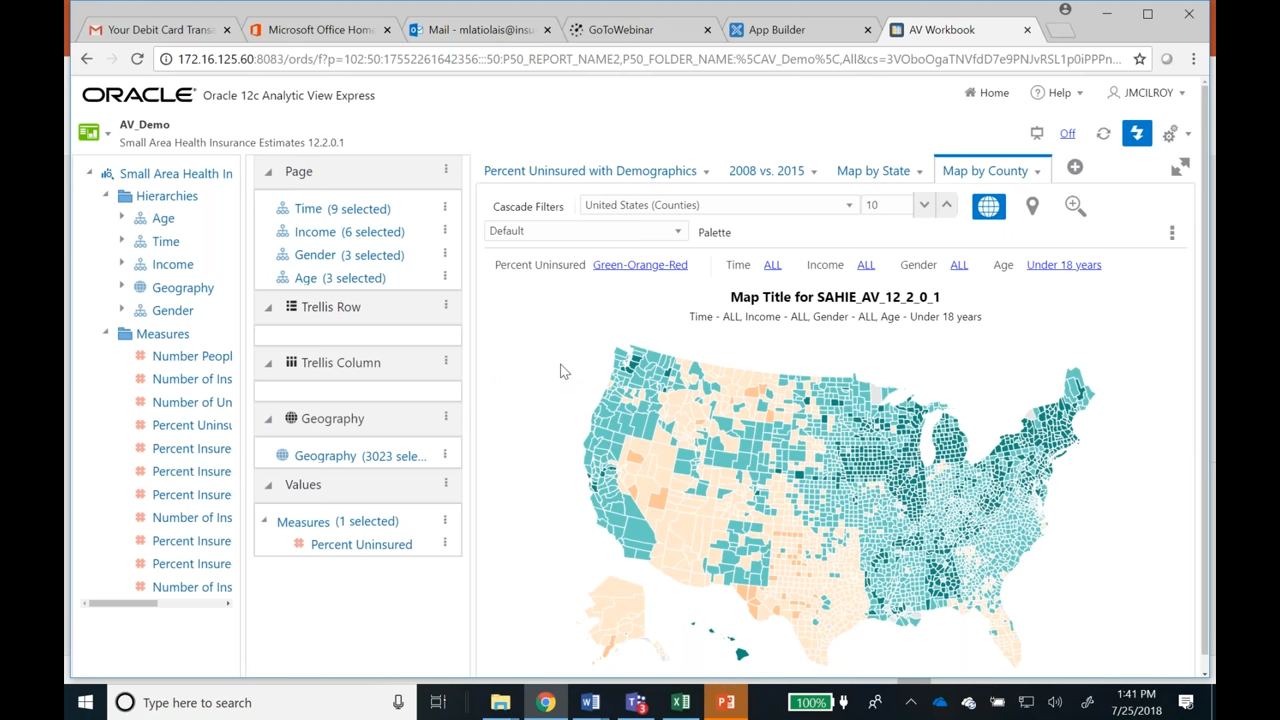 Your Debit Card Trans
Microsoft Office Home
Mail - mlatiolais@insu
GoToWebinar
App Builder
AV Workbook
172.16.125.60:8083/ords/f?p=102:50:17552261642356:::50:P50_REPORT_NAME2,P50_FOLDER_NAME:%5CAV_Demo%5C,All&cs=3VOboOgaTNVfdD7e9PNJvRSL1p0iPPPn...
ORACLE Oracle 12c Analytic View Express
Home
Help
JMCILROY
AV_Demo
Small Area Health Insurance Estimates 12.2.0.1
Off
Small Area Health In
Hierarchies
Age
Time
Income
Geography
Gender
Measures
Number Peopl
Number of Ins
Number of Un
Percent Uninsu
Percent Insure
Percent Insure
Percent Insure
Number of Ins
Percent Insure
Percent Insure
Number of Ins
Page
Time (9 selected)
Income (6 selected)
Gender (3 selected)
Age (3 selected)
Trellis Row
Trellis Column
Geography
Geography (3023 sele...
Values
Measures (1 selected)
Percent Uninsured
Percent Uninsured with Demographics
2008 vs. 2015
Map by State
Map by County
Cascade Filters
United States (Counties)
10
Default
Palette
Percent Uninsured Green-Orange-Red
Time ALL
Income ALL
Gender ALL
Age Under 18 years
Map Title for SAHIE_AV_12_2_0_1
Time - ALL, Income - ALL, Gender - ALL, Age - Under 18 years
Type here to search
100%
1:41 PM
7/25/2018